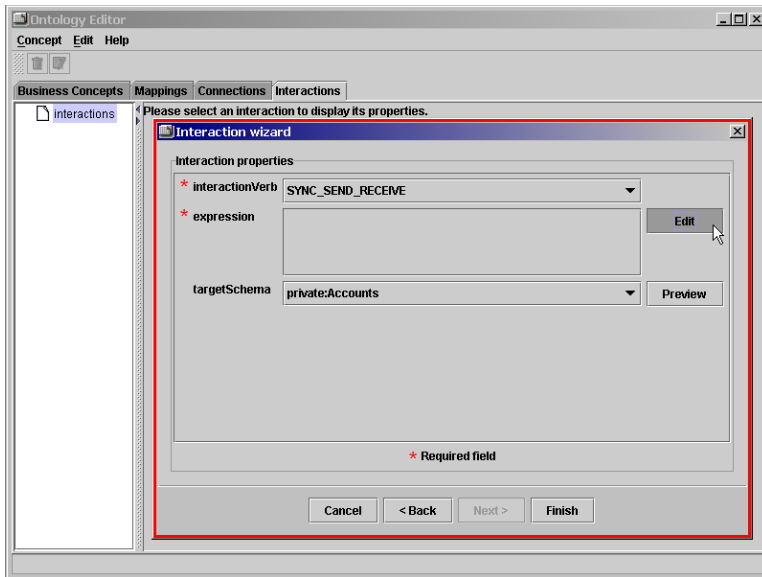 Ontology Editor
Concept Edit Help
Business Concepts Mappings Connections Interactions
interactions
Please select an interaction to display its properties.
Interaction wizard
Interaction properties
* interactionVerb SYNC_SEND_RECEIVE
* expression Edit
targetSchema private:Accounts Preview
* Required field
Cancel < Back Next > Finish